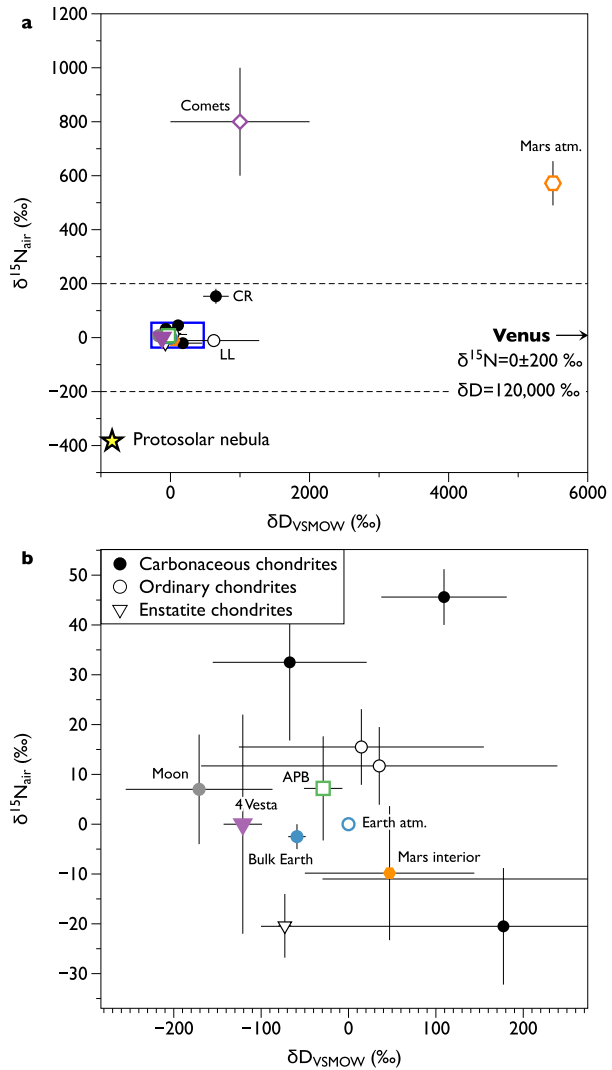 a
1200
1000
800
600
400
200
0
−200
−400
δ¹⁵Nair (‰)
Comets
Mars atm.
CR
LL
Venus
δ¹⁵N=0±200 ‰
δD=120,000 ‰
Protosolar nebula
0 2000 4000 6000
δDVSMOW (‰)
b
Carbonaceous chondrites
Ordinary chondrites
Enstatite chondrites
50
40
30
20
10
0
−10
−20
−30
δ¹⁵Nair (‰)
Moon
APB
4 Vesta
Earth atm.
Bulk Earth
Mars interior
−200 −100 0 100 200
δDVSMOW (‰)